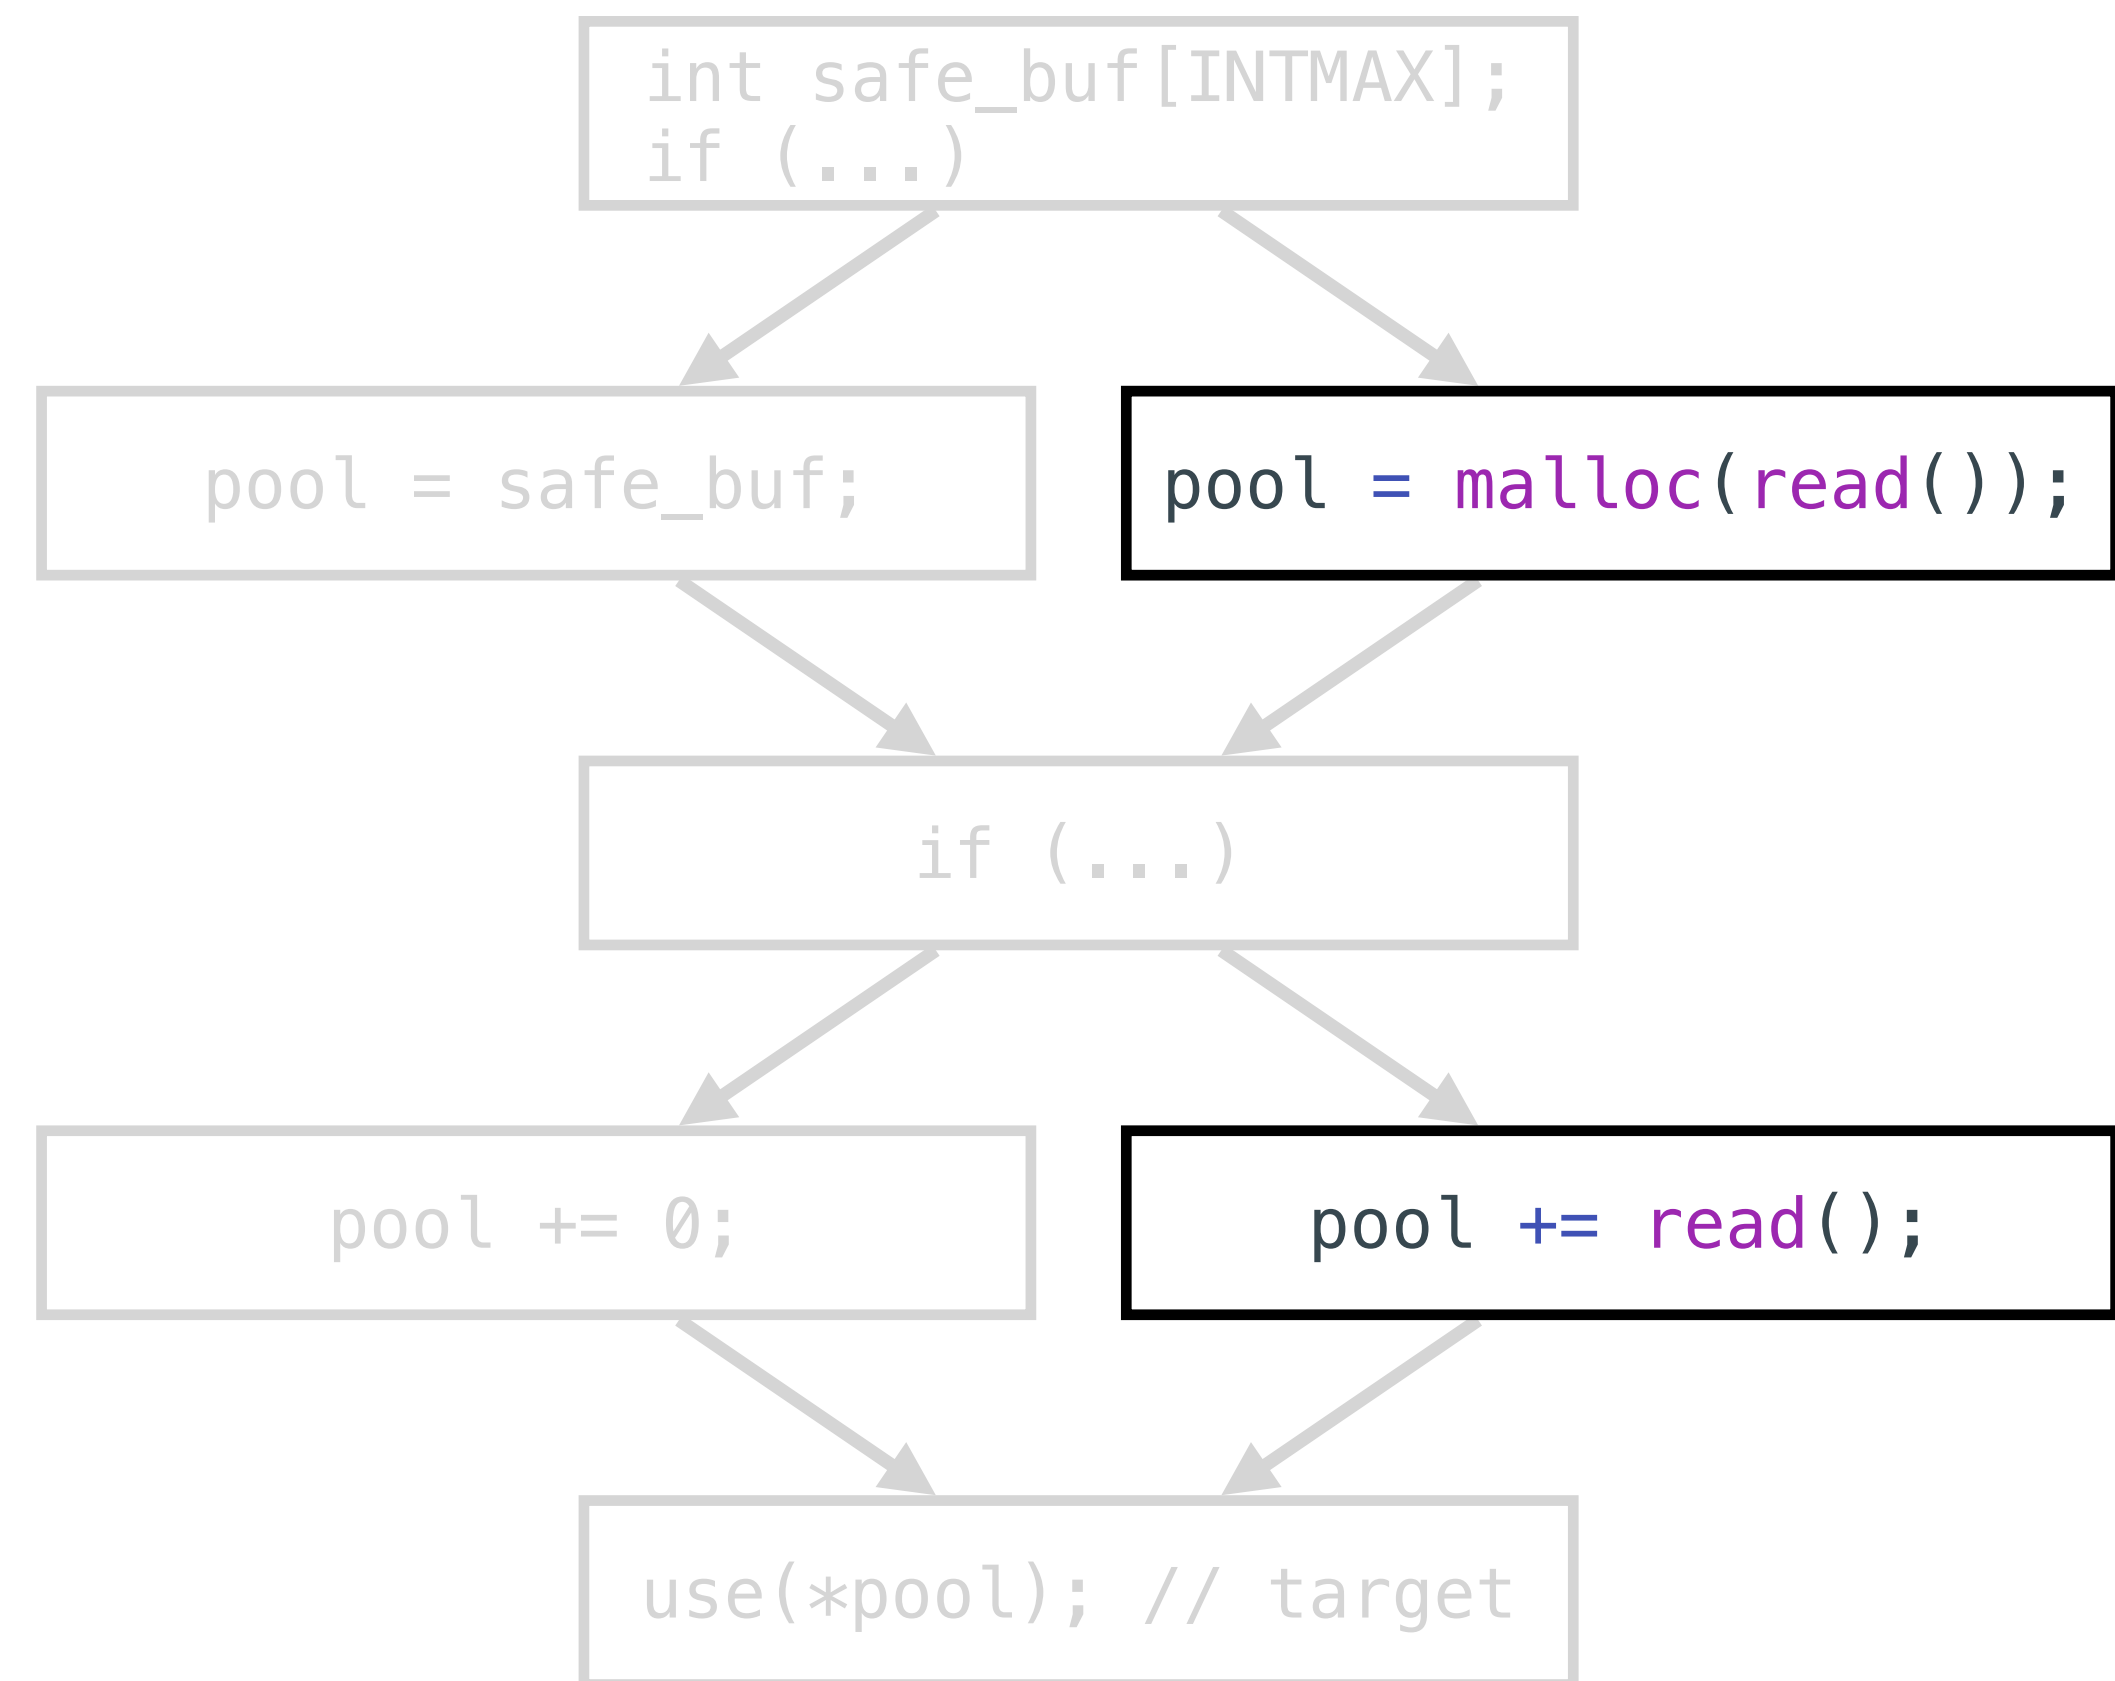 int safe_buf[INTMAX];
if (...)
pool = safe_buf;
pool = malloc(read());
if (...)
pool += 0;
pool += read();
use(*pool); // target